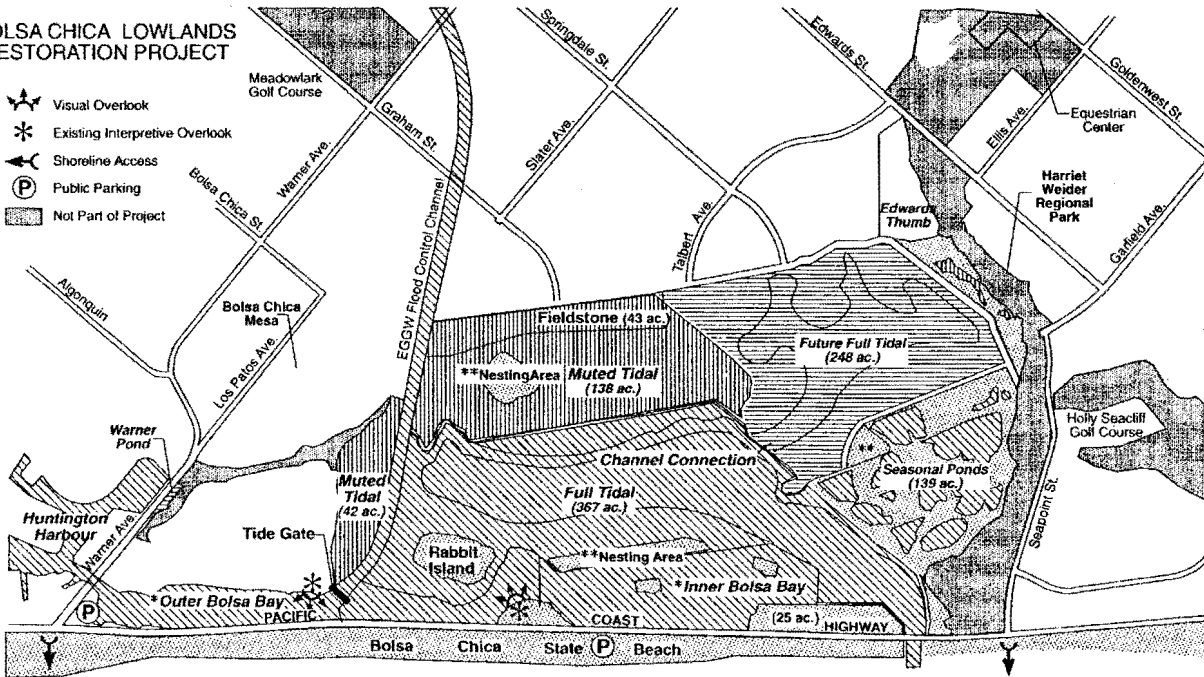 OLSA CHICA LOWLANDS
ESTORATION PROJECT
Visual Overlook
Existing Interpretive Overlook
Shoreline Access
P Public Parking
Not Part of Project
Meadowlark
Golf Course
Springdale St.
Edwards St.
Goldenwest St.
Equestrian
Center
Ellis Ave.
Graham St.
Slater Ave.
Warner Ave.
Bolsa Chica St.
Harriet
Weider
Regional
Park
Edwards
Thumb
Talbert Ave.
Garfield Ave.
Algonquin
EGGW Flood Control Channel
Bolsa Chica
Mesa
Los Patos Ave.
Fieldstone (43 ac.)
Future Full Tidal
(248 ac.)
**Nesting Area
Muted Tidal
(138 ac.)
Warner
Pond
Holly Seacliff
Golf Course
Channel Connection
**
Seasonal Ponds
(139 ac.)
Muted
Tidal
(42 ac.)
Full Tidal
(367 ac.)
Huntington
Harbour
Warner Ave.
Seapoint St.
Tide Gate
Rabbit
Island
**Nesting Area
*Inner Bolsa Bay
*Outer Bolsa Bay
P
PACIFIC COAST HIGHWAY
(25 ac.)
Bolsa Chica State P Beach